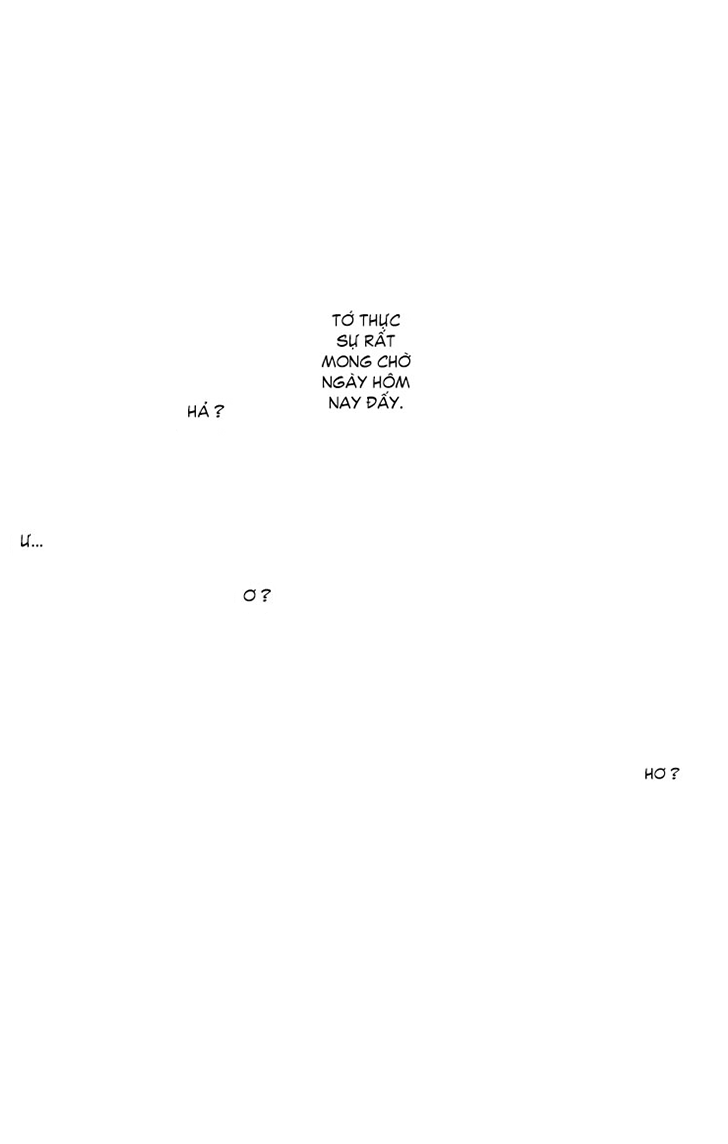 TỚ THỰC
SỰ RẤT
MONG CHỜ
NGÀY HÔM
NAY ĐẤY.
HẢ ?
Ư...
Ơ ?
HƠ ?